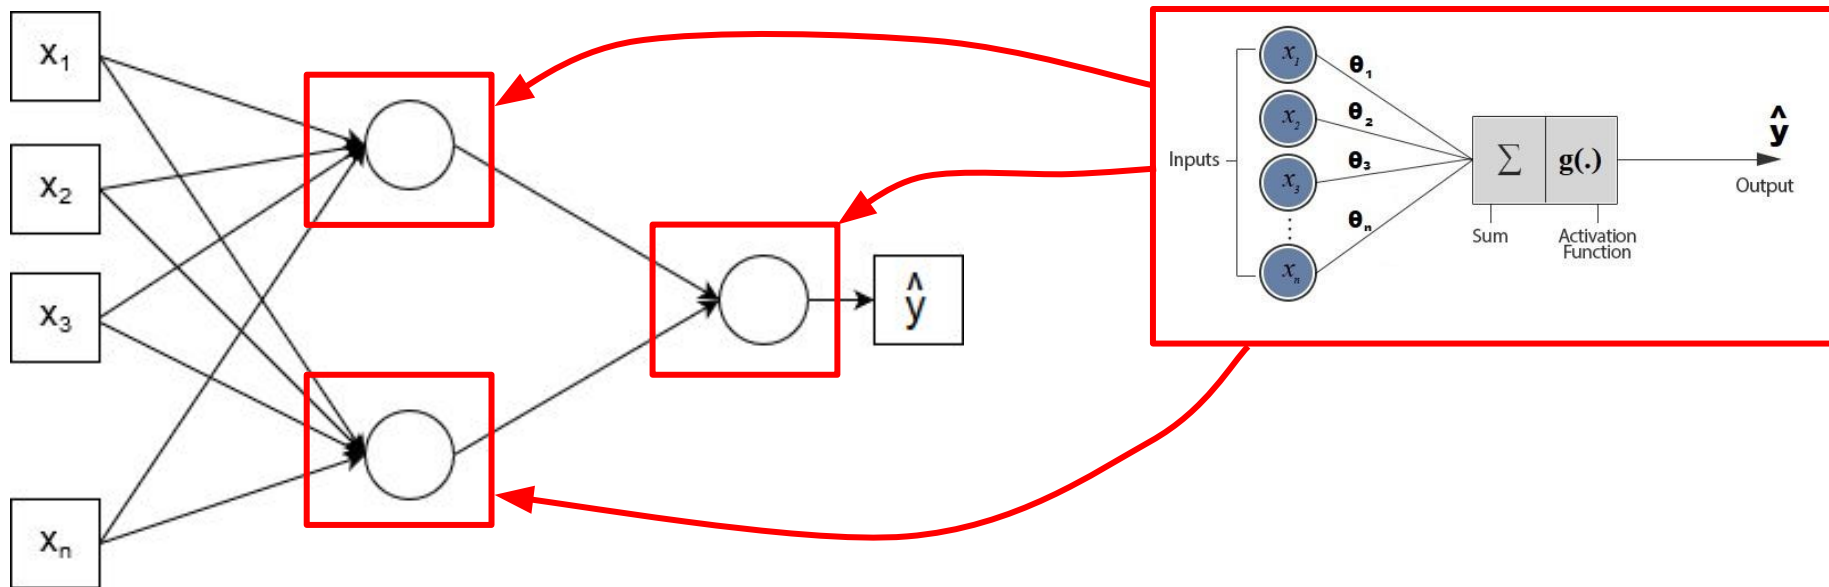 x₁
x₂
x₃
xₙ
ŷ
Inputs
x₁
x₂
x₃
⋮
xₙ
θ₁
θ₂
θ₃
θₙ
∑
g(.)
Sum
Activation
Function
ŷ
Output